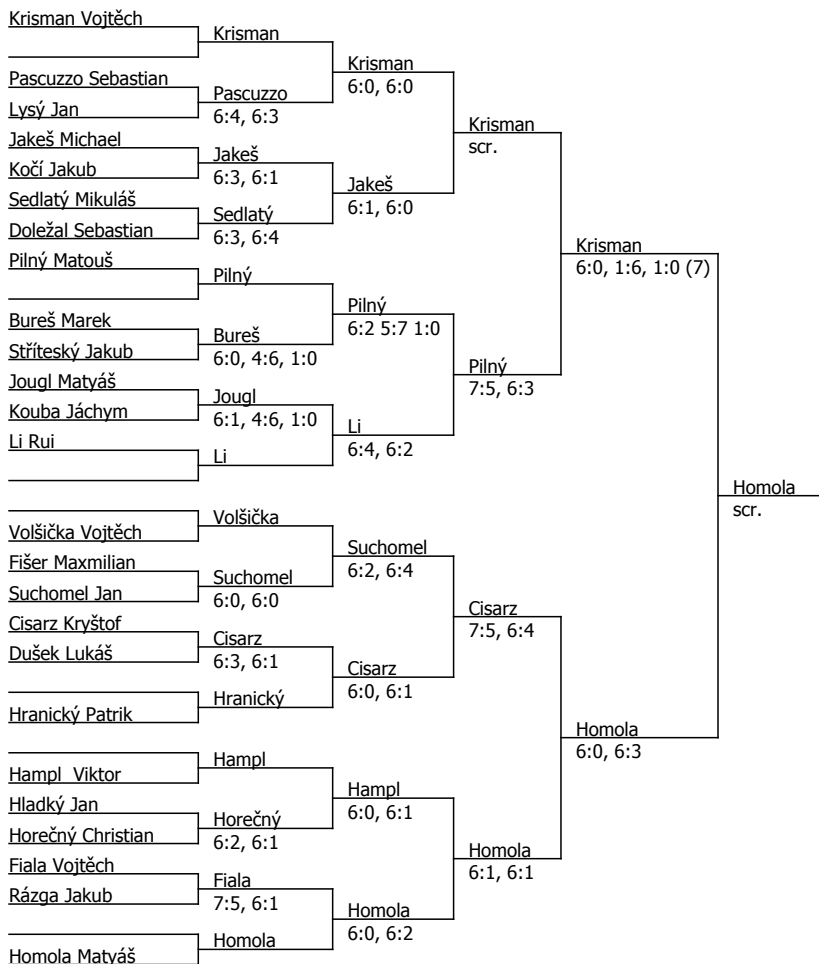 Krisman Vojtěch
Krisman
Krisman
6:0, 6:0
Pascuzzo Sebastian
Pascuzzo
6:4, 6:3
Lysý Jan
Krisman
scr.
Jakeš Michael
Jakeš
6:3, 6:1
Kočí Jakub
Jakeš
6:1, 6:0
Sedlatý Mikuláš
Sedlatý
6:3, 6:4
Doležal Sebastian
Krisman
6:0, 1:6, 1:0 (7)
Pilný Matouš
Pilný
Pilný
6:2 5:7 1:0
Bureš Marek
Bureš
6:0, 4:6, 1:0
Stříteský Jakub
Pilný
7:5, 6:3
Jougl Matyáš
Jougl
6:1, 4:6, 1:0
Kouba Jáchym
Li
6:4, 6:2
Li Rui
Li
Homola
scr.
Volšička
Volšička Vojtěch
Suchomel
6:2, 6:4
Fišer Maxmilian
Suchomel
6:0, 6:0
Suchomel Jan
Cisarz
7:5, 6:4
Cisarz Kryštof
Cisarz
6:3, 6:1
Dušek Lukáš
Cisarz
6:0, 6:1
Hranický
Hranický Patrik
Homola
6:0, 6:3
Hampl
Hampl  Viktor
Hampl
6:0, 6:1
Hladký Jan
Horečný
6:2, 6:1
Horečný Christian
Homola
6:1, 6:1
Fiala Vojtěch
Fiala
7:5, 6:1
Rázga Jakub
Homola
6:0, 6:2
Homola
Homola Matyáš